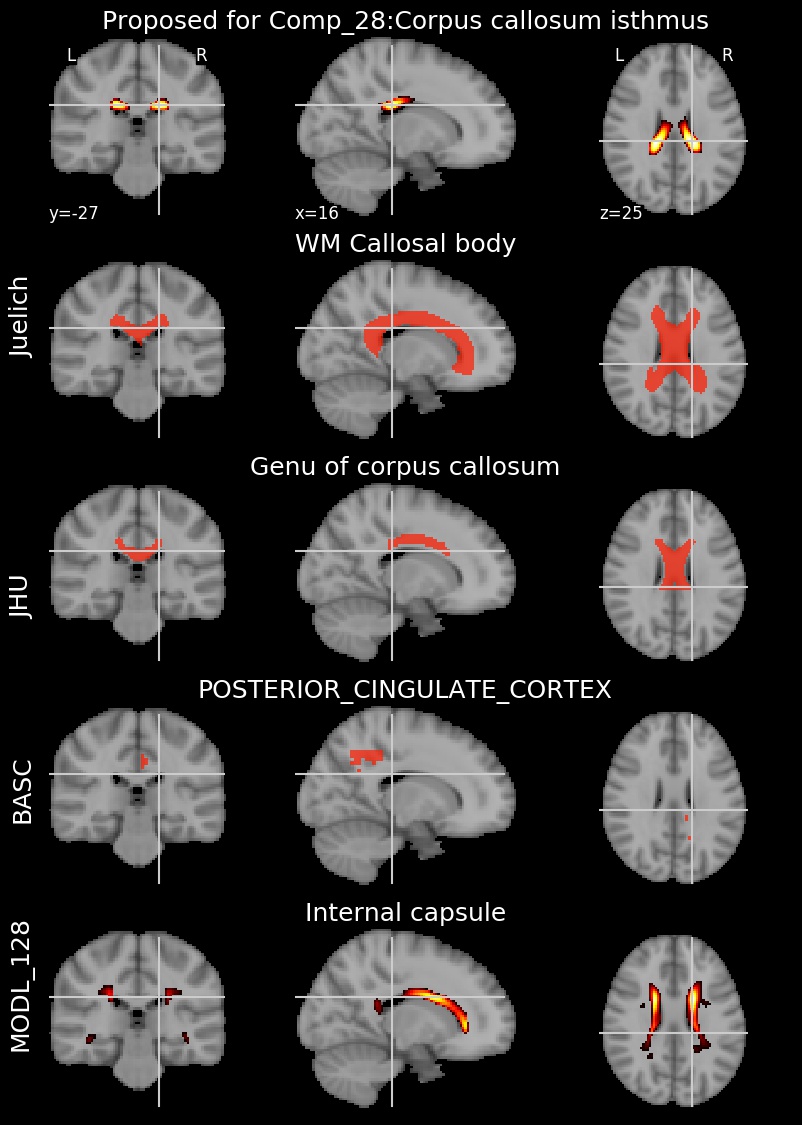 Proposed for Comp_28:Corpus callosum isthmus
L R L R
y=-27 x=16 z=25
WM Callosal body
Juelich
Genu of corpus callosum
JHU
POSTERIOR_CINGULATE_CORTEX
BASC
Internal capsule
MODL_128